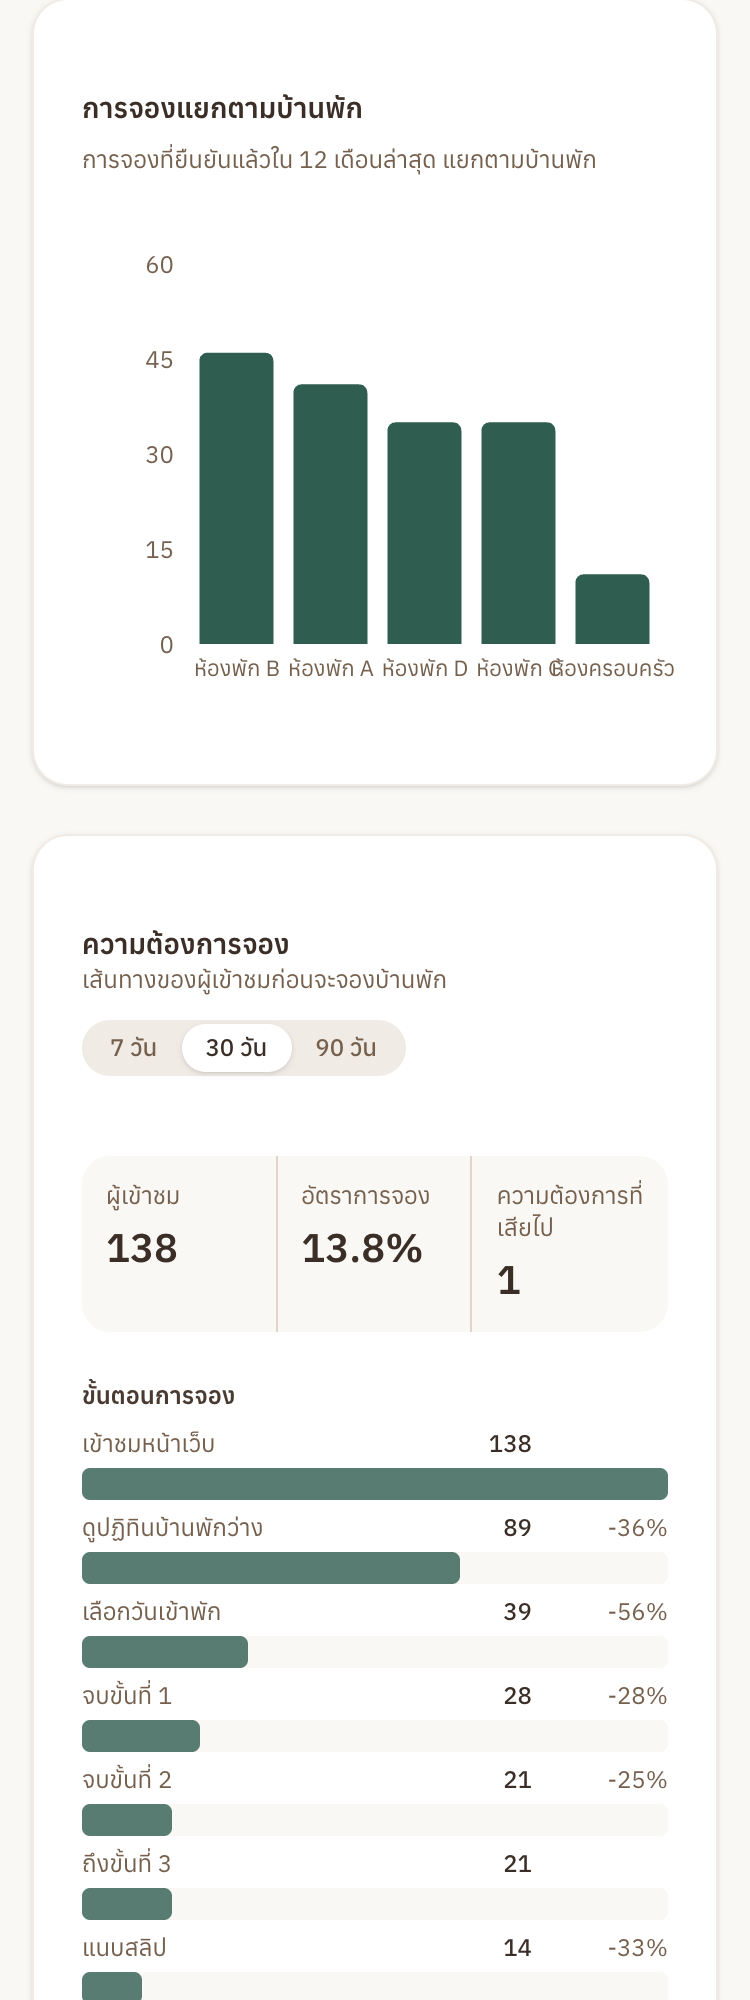 การจองแยกตามบ้านพัก
การจองที่ยืนยันแล้วใน 12 เดือนล่าสุด แยกตามบ้านพัก
60
45
30
15
0
ห้องพัก B ห้องพัก A ห้องพัก D ห้องพัก C ห้องครอบครัว
ความต้องการจอง
เส้นทางของผู้เข้าชมก่อนจะจองบ้านพัก
7 วัน 30 วัน 90 วัน
ผู้เข้าชม
138
อัตราการจอง
13.8%
ความต้องการที่
เสียไป
1
ขั้นตอนการจอง
เข้าชมหน้าเว็บ 138
ดูปฏิทินบ้านพักว่าง 89 -36%
เลือกวันเข้าพัก 39 -56%
จบขั้นที่ 1 28 -28%
จบขั้นที่ 2 21 -25%
ถึงขั้นที่ 3 21
แนบสลิป 14 -33%